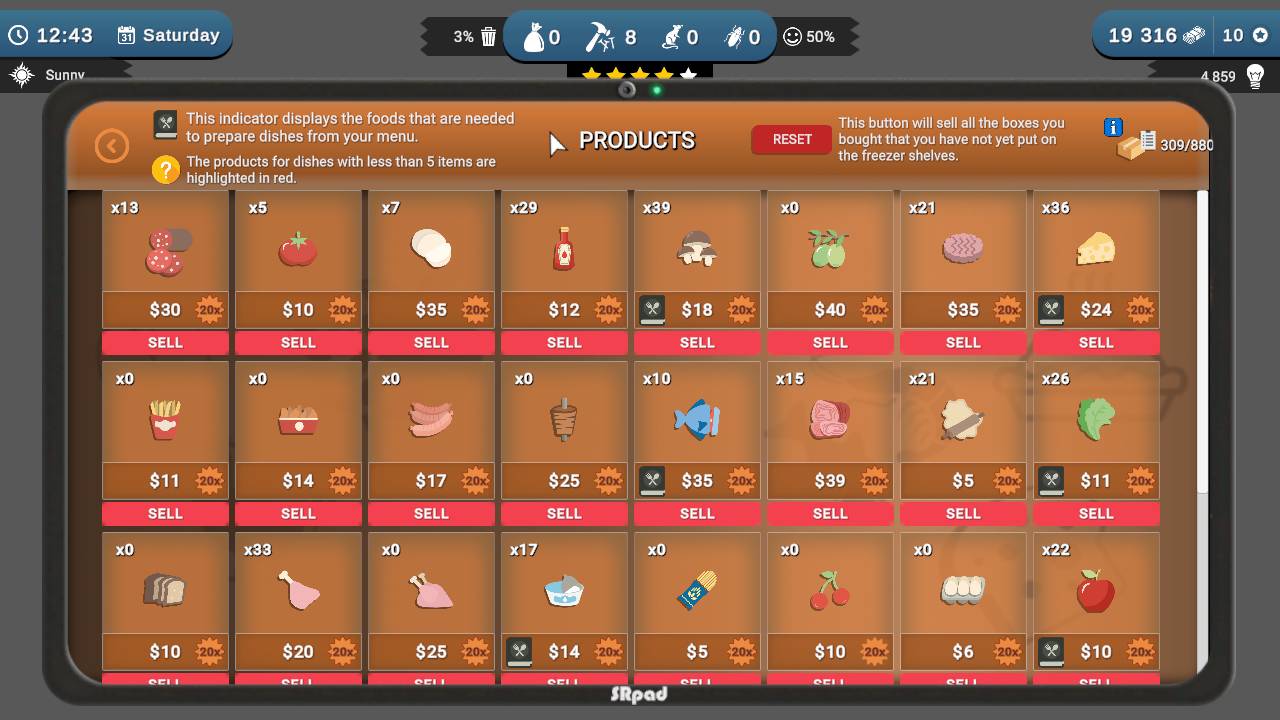 12:43 Saturday 3% 0 8 0 0 50% 19 316 10
Sunny 4 859
This indicator displays the foods that are needed
to prepare dishes from your menu.
The products for dishes with less than 5 items are
highlighted in red.
PRODUCTS
RESET
This button will sell all the boxes you
bought that you have not yet put on
the freezer shelves.
309/880
x13 x5 x7 x29 x39 x0 x21 x36
$30 20x $10 20x $35 20x $12 20x $18 20x $40 20x $35 20x $24 20x
SELL SELL SELL SELL SELL SELL SELL SELL
x0 x0 x0 x0 x10 x15 x21 x26
$11 20x $14 20x $17 20x $25 20x $35 20x $39 20x $5 20x $11 20x
SELL SELL SELL SELL SELL SELL SELL SELL
x0 x33 x0 x17 x0 x0 x0 x22
$10 20x $20 20x $25 20x $14 20x $5 20x $10 20x $6 20x $10 20x
SELL SELL SELL SELL SELL SELL SELL SELL
SRpad